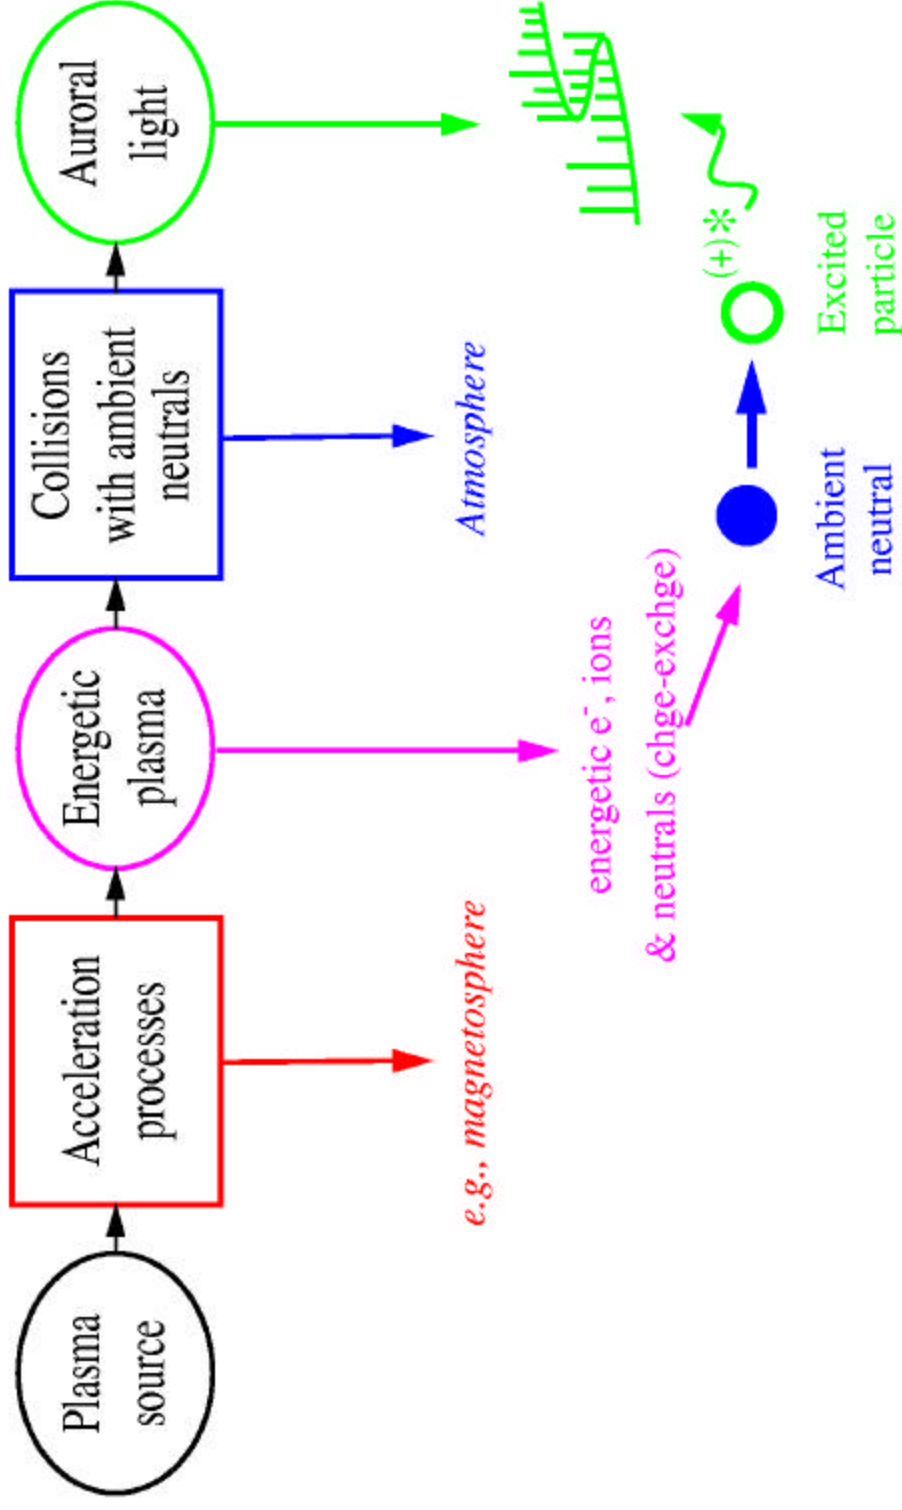 Plasma
source
Acceleration
processes
Energetic
plasma
Collisions
with ambient
neutrals
Auroral
light
e.g., magnetosphere
Atmosphere
energetic e⁻, ions
& neutrals (chge-exchge)
(+)*
Ambient
neutral
Excited
particle